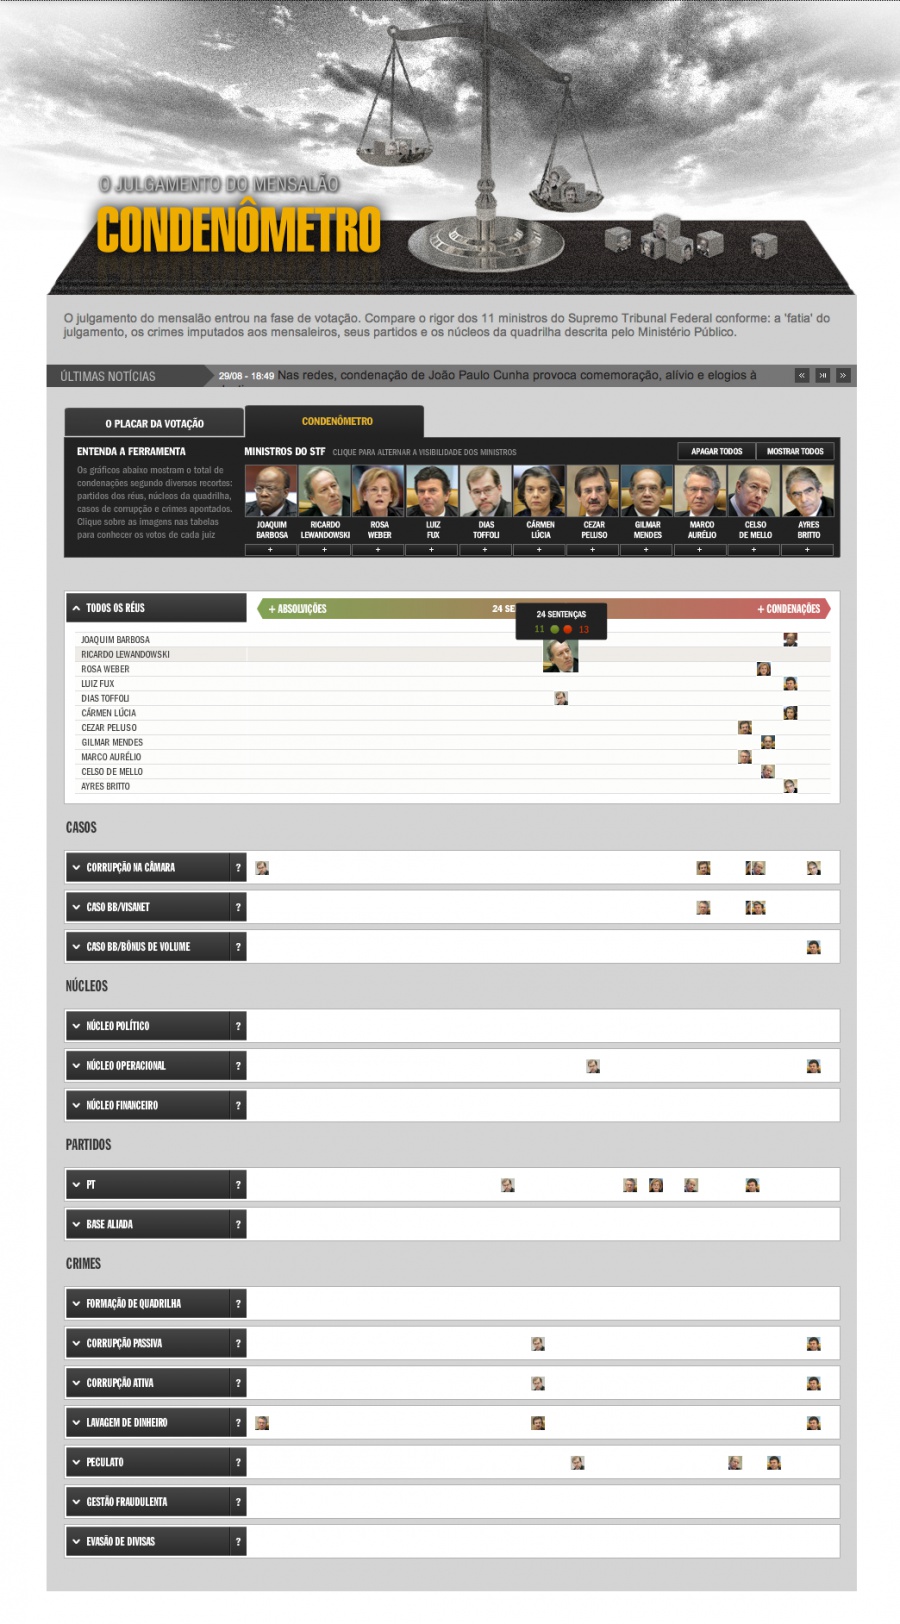 O JULGAMENTO DO MENSALÃO
CONDENÔMETRO
O julgamento do mensalão entrou na fase de votação. Compare o rigor dos 11 ministros do Supremo Tribunal Federal conforme: a 'fatia' do
julgamento, os crimes imputados aos mensaleiros, seus partidos e os núcleos da quadrilha descrita pelo Ministério Público.
ÚLTIMAS NOTÍCIAS
29/08 - 18:49 Nas redes, condenação de João Paulo Cunha provoca comemoração, alívio e elogios à
O PLACAR DA VOTAÇÃO
CONDENÔMETRO
ENTENDA A FERRAMENTA
Os gráficos abaixo mostram o total de
condenações segundo diversos recortes:
partidos dos réus, núcleos da quadrilha,
casos de corrupção e crimes apontados.
Clique sobre as imagens nas tabelas
para conhecer os votos de cada juiz
MINISTROS DO STF CLIQUE PARA ALTERNAR A VISIBILIDADE DOS MINISTROS
APAGAR TODOS
MOSTRAR TODOS
JOAQUIM
BARBOSA
+
RICARDO
LEWANDOWSKI
+
ROSA
WEBER
+
LUIZ
FUX
+
DIAS
TOFFOLI
+
CÁRMEN
LÚCIA
+
CEZAR
PELUSO
+
GILMAR
MENDES
+
MARCO
AURÉLIO
+
CELSO
DE MELLO
+
AYRES
BRITTO
+
TODOS OS RÉUS
+ ABSOLVIÇÕES
24 SE
+ CONDENAÇÕES
24 SENTENÇAS
11 13
JOAQUIM BARBOSA
RICARDO LEWANDOWSKI
ROSA WEBER
LUIZ FUX
DIAS TOFFOLI
CÁRMEN LÚCIA
CEZAR PELUSO
GILMAR MENDES
MARCO AURÉLIO
CELSO DE MELLO
AYRES BRITTO
CASOS
CORRUPÇÃO NA CÂMARA ?
CASO BB/VISANET ?
CASO BB/BÔNUS DE VOLUME ?
NÚCLEOS
NÚCLEO POLÍTICO ?
NÚCLEO OPERACIONAL ?
NÚCLEO FINANCEIRO ?
PARTIDOS
PT ?
BASE ALIADA ?
CRIMES
FORMAÇÃO DE QUADRILHA ?
CORRUPÇÃO PASSIVA ?
CORRUPÇÃO ATIVA ?
LAVAGEM DE DINHEIRO ?
PECULATO ?
GESTÃO FRAUDULENTA ?
EVASÃO DE DIVISAS ?